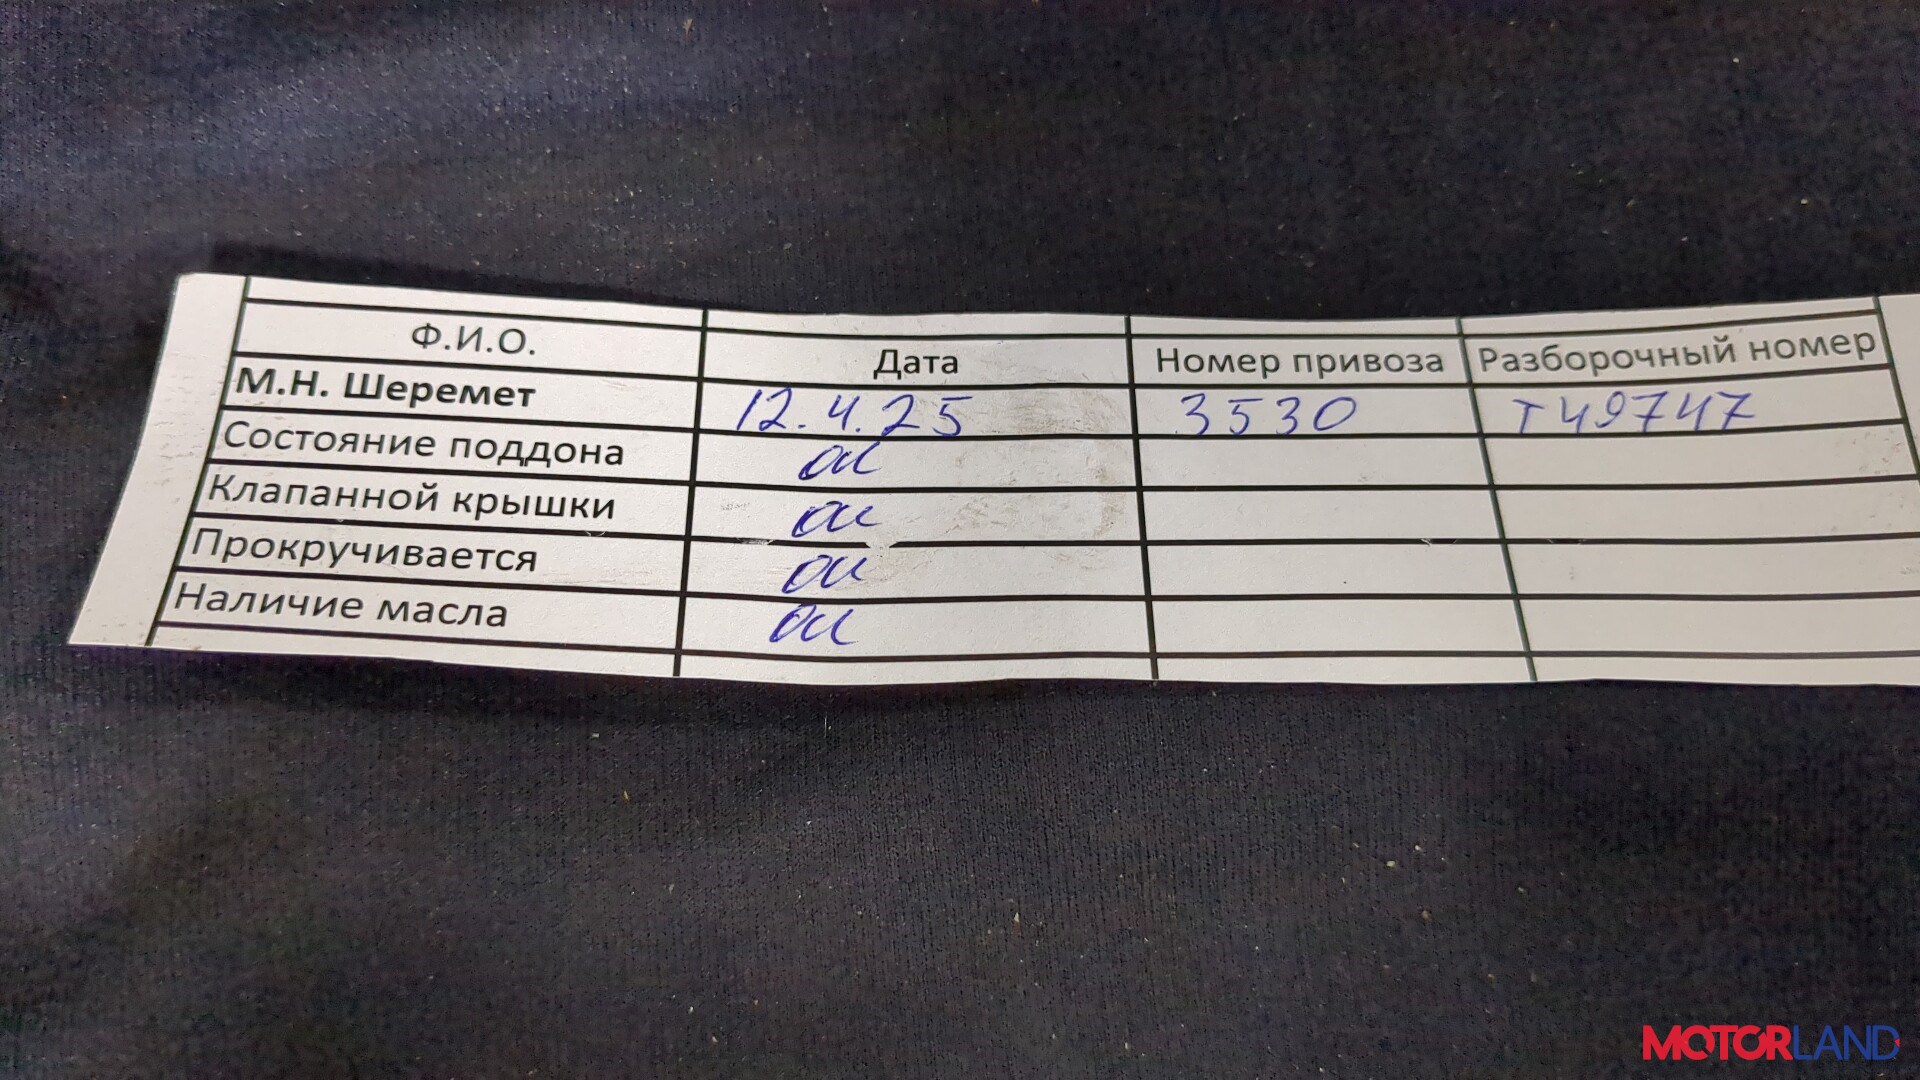 Ф.И.О. Дата Номер привоза Разборочный номер
М.Н. Шеремет 12.4.25 3530 Т49747
Состояние поддона ок
Клапанной крышки ок
Прокручивается ок
Наличие масла ок
MOTORLAND